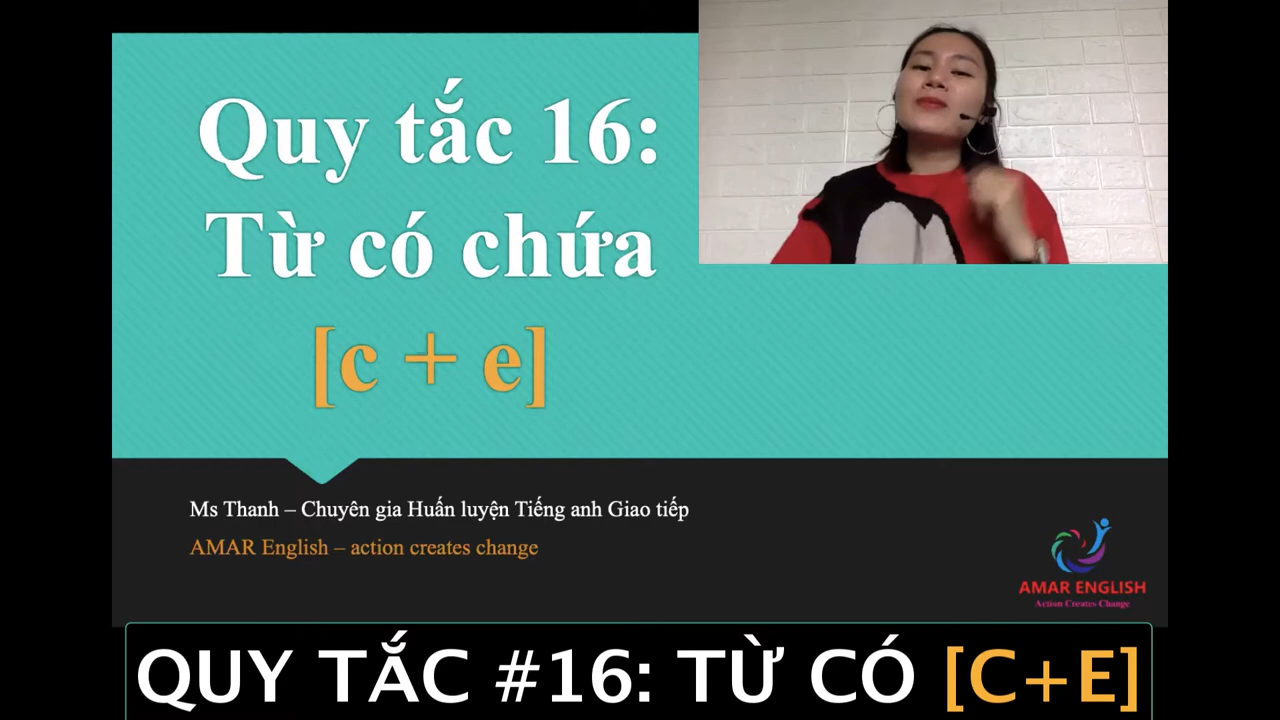 Quy tắc 16:
Từ có chứa
[c + e]
Ms Thanh – Chuyên gia Huấn luyện Tiếng anh Giao tiếp
AMAR English – action creates change
AMAR ENGLISH
Action Creates Change
QUY TẮC #16: TỪ CÓ [C+E]